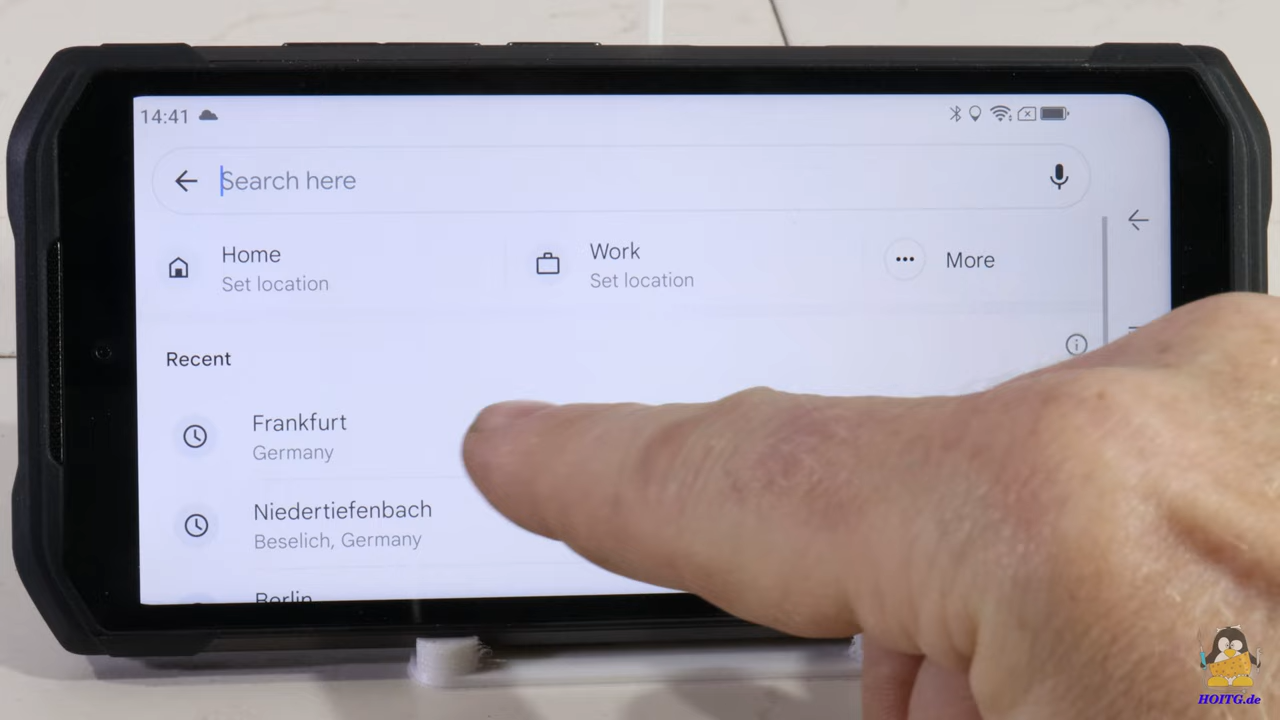 14:41
Search here
Home
Set location
Work
Set location
More
Recent
Frankfurt
Germany
Niedertiefenbach
Beselich, Germany
Berlin
HOITG.de